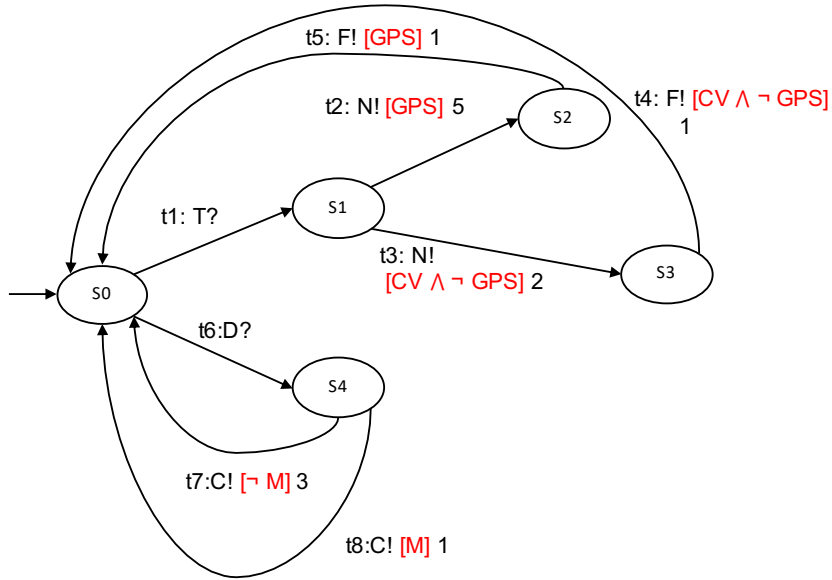 t5: F! [GPS] 1
t4: F! [CV ∧ ¬ GPS]
1
t2: N! [GPS] 5
S2
t1: T?
S1
t3: N!
[CV ∧ ¬ GPS] 2
S3
S0
t6:D?
S4
t7:C! [¬ M] 3
t8:C! [M] 1